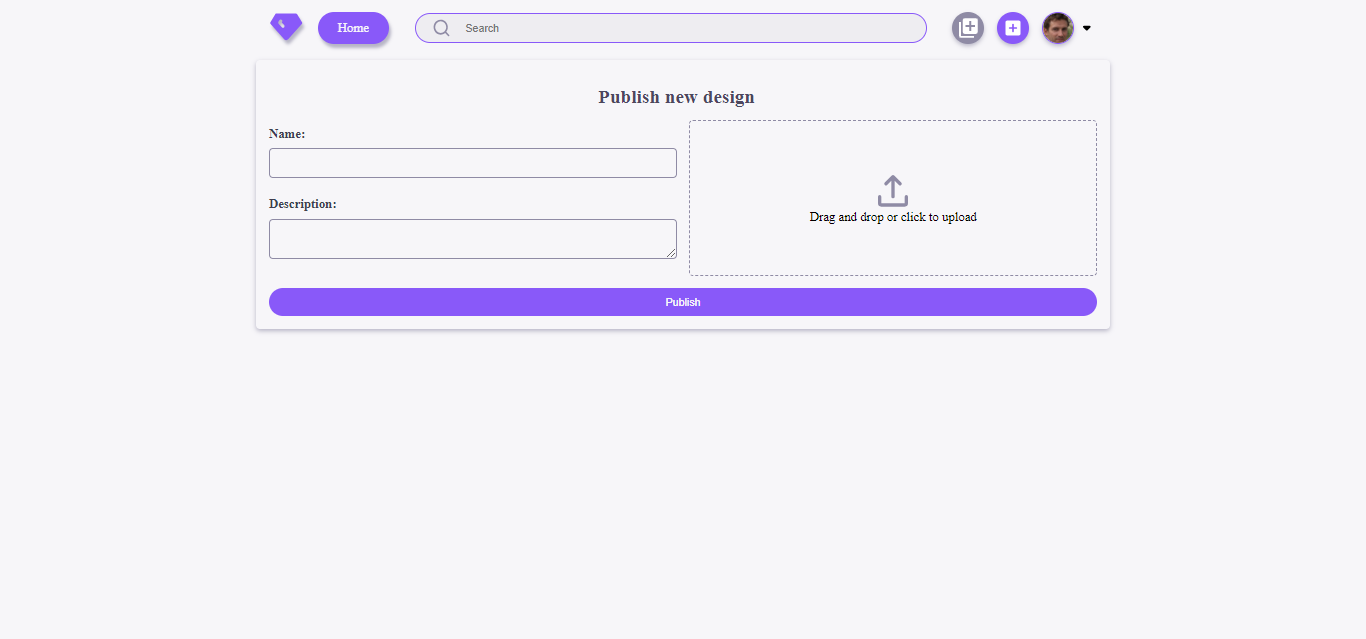 Home
Search
Publish new design
Name:
Description:
Drag and drop or click to upload
Publish